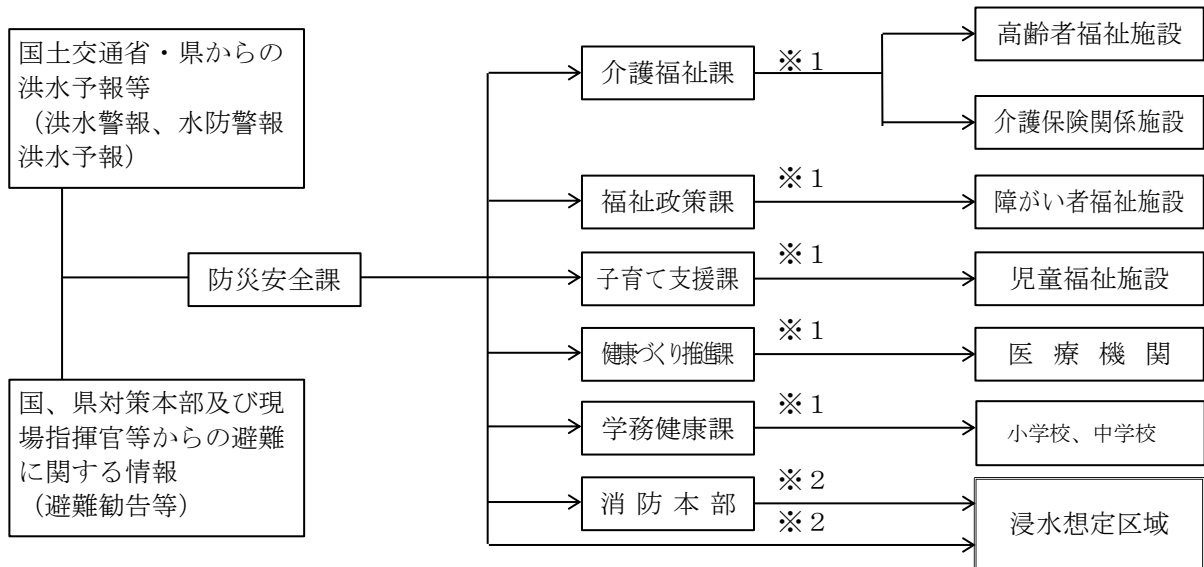 国土交通省・県からの
洪水予報等
（洪水警報、水防警報
洪水予報）
国、県対策本部及び現
場指揮官等からの避難
に関する情報
（避難勧告等）
防災安全課
介護福祉課
※１
高齢者福祉施設
介護保険関係施設
福祉政策課
※１
障がい者福祉施設
子育て支援課
※１
児童福祉施設
健康づくり推進課
※１
医 療 機 関
学務健康課
※１
小学校、中学校
消 防 本 部
※２
※２
浸水想定区域